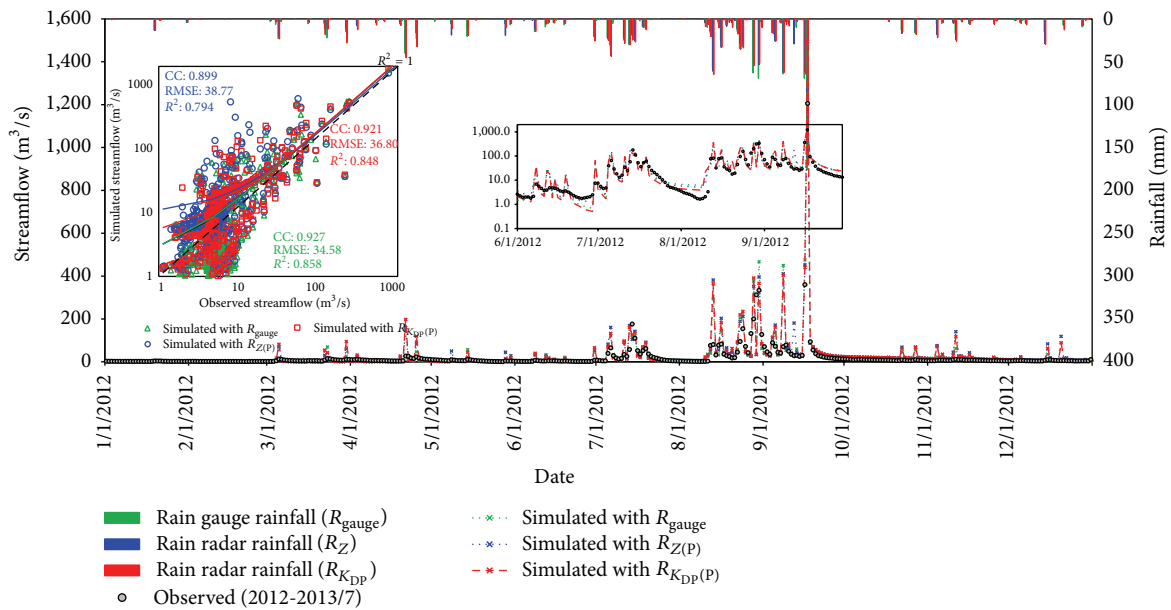 Streamflow (m³/s)
1,600
1,400
1,200
1,000
800
600
400
200
0
Rainfall (mm)
0
50
100
150
200
250
300
350
400
R² = 1
CC: 0.899
RMSE: 38.77
R²: 0.794
CC: 0.921
RMSE: 36.80
R²: 0.848
CC: 0.927
RMSE: 34.58
R²: 0.858
Simulated streamflow (m³/s)
1000
100
10
1
1 10 100 1000
Observed streamflow (m³/s)
Simulated with R_gauge
Simulated with R_K_DP(P)
Simulated with R_Z(P)
1,000.0
100.0
10.0
1.0
0.1
6/1/2012 7/1/2012 8/1/2012 9/1/2012
1/1/2012 2/1/2012 3/1/2012 4/1/2012 5/1/2012 6/1/2012 7/1/2012 8/1/2012 9/1/2012 10/1/2012 11/1/2012 12/1/2012
Date
Rain gauge rainfall (R_gauge)
Rain radar rainfall (R_Z)
Rain radar rainfall (R_K_DP)
Observed (2012-2013/7)
Simulated with R_gauge
Simulated with R_Z(P)
Simulated with R_K_DP(P)